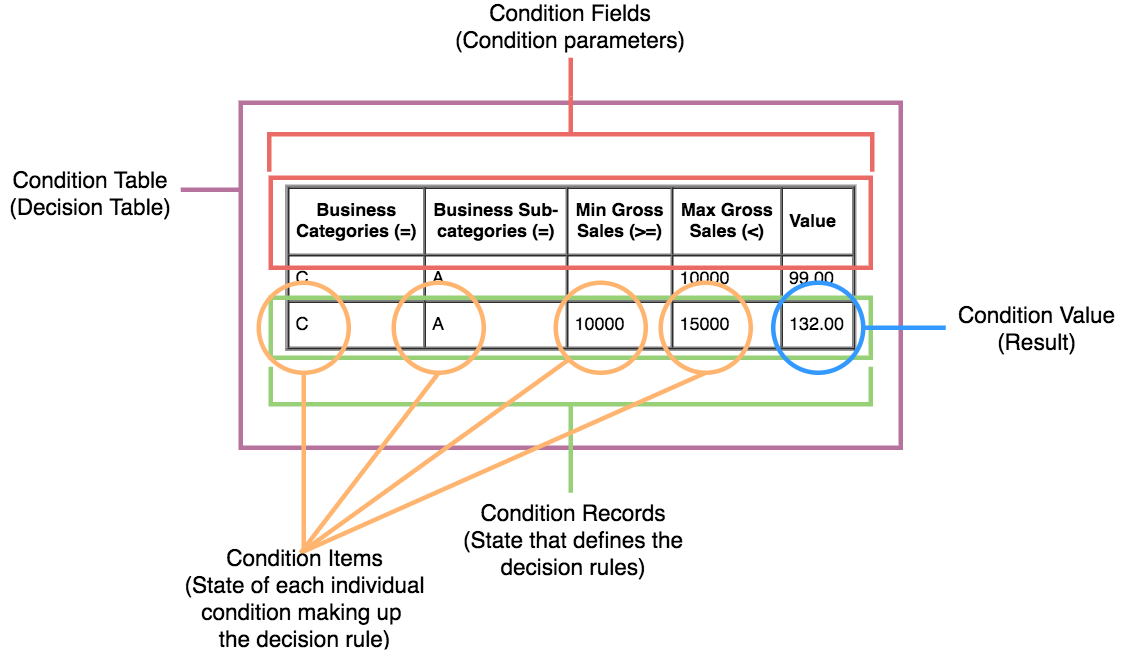 Condition Fields
(Condition parameters)
Condition Table
(Decision Table)
Business
Categories (=)
Business Sub-
categories (=)
Min Gross
Sales (>=)
Max Gross
Sales (<)
Value
C A 10000 99.00
C A 10000 15000 132.00
Condition Value
(Result)
Condition Records
(State that defines the
decision rules)
Condition Items
(State of each individual
condition making up
the decision rule)